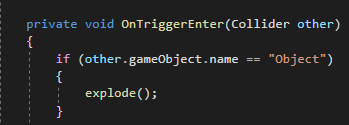 private void OnTriggerEnter(Collider other)
{
    if (other.gameObject.name == "Object")
    {
        explode();
    }